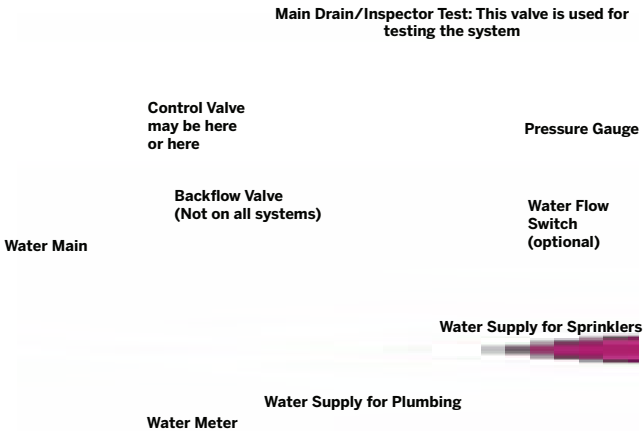 Main Drain/Inspector Test: This valve is used for
testing the system
Control Valve
may be here
or here
Pressure Gauge
Backflow Valve
(Not on all systems)
Water Flow
Switch
(optional)
Water Main
Water Supply for Sprinklers
Water Supply for Plumbing
Water Meter